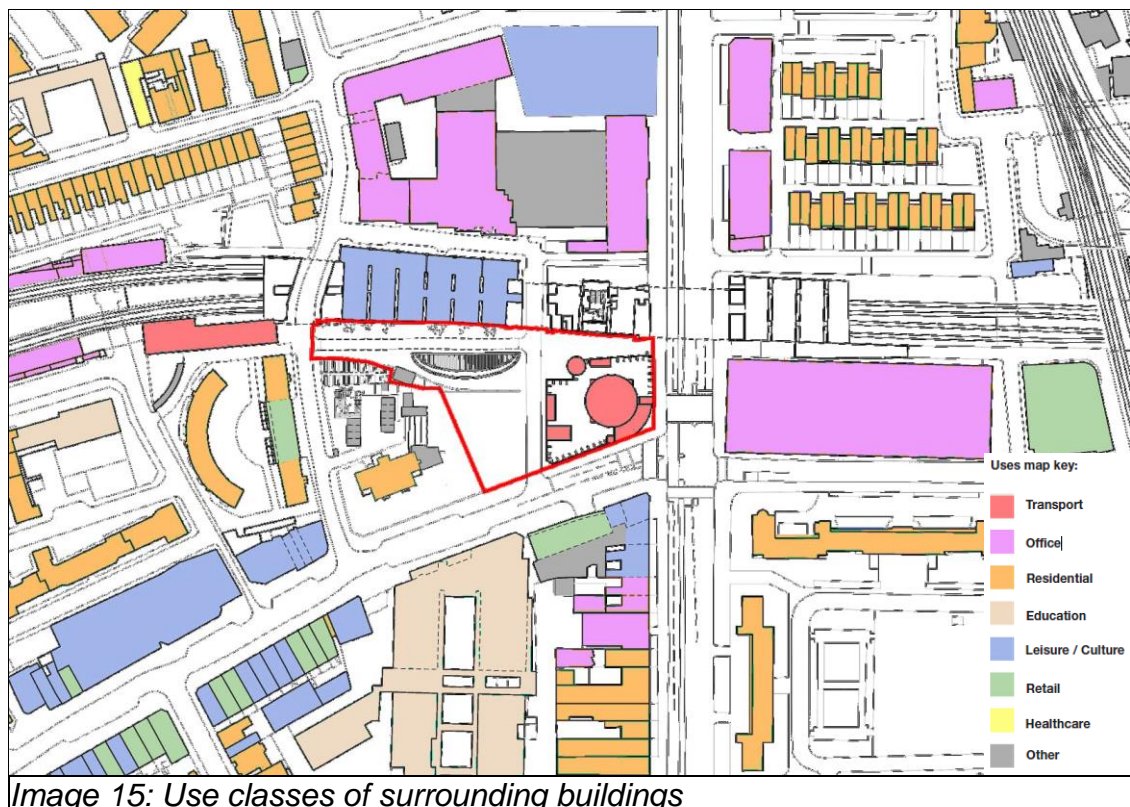 Uses map key:
Transport
Office
Residential
Education
Leisure / Culture
Retail
Healthcare
Other
Image 15: Use classes of surrounding buildings